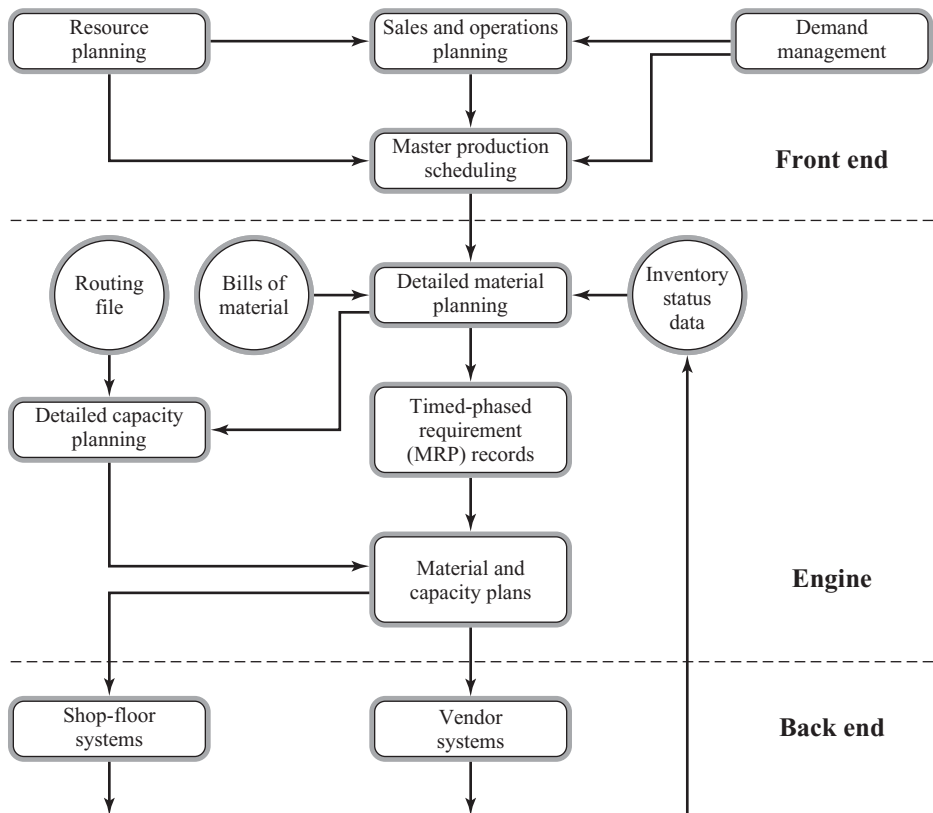 Resource
planning
Sales and operations
planning
Demand
management
Master production
scheduling
Front end
Routing
file
Bills of
material
Detailed material
planning
Inventory
status
data
Detailed capacity
planning
Timed-phased
requirement
(MRP) records
Material and
capacity plans
Engine
Shop-floor
systems
Vendor
systems
Back end